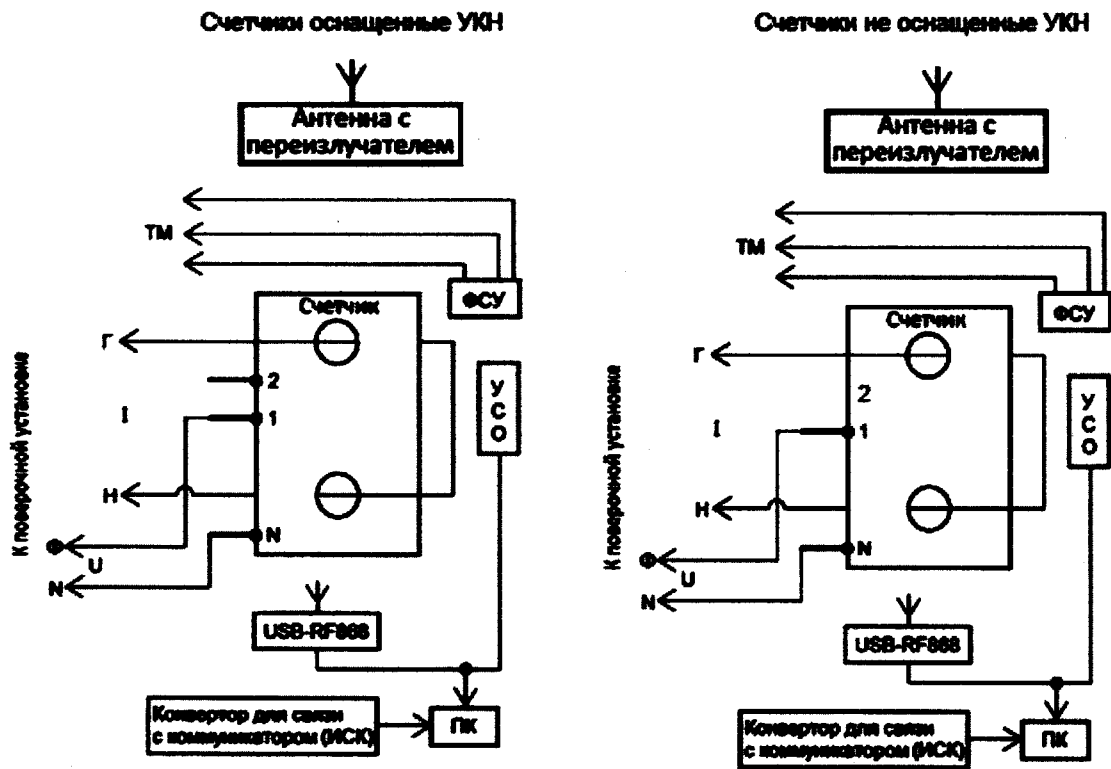 Счетчики оснащенные УКН
Антенна с
переизлучателем
ТМ
ФСУ
Счетчик
Г
2
1
I
У
С
О
Н
N
Ф
U
N
К поверочной установке
USB-RF868
Конвертор для связи
с коммуникатором (ИСК)
ПК
Счетчики не оснащенные УКН
Антенна с
переизлучателем
ТМ
ФСУ
Счетчик
Г
2
1
I
У
С
О
Н
N
Ф
U
N
К поверочной установке
USB-RF868
Конвертор для связи
с коммуникатором (ИСК)
ПК